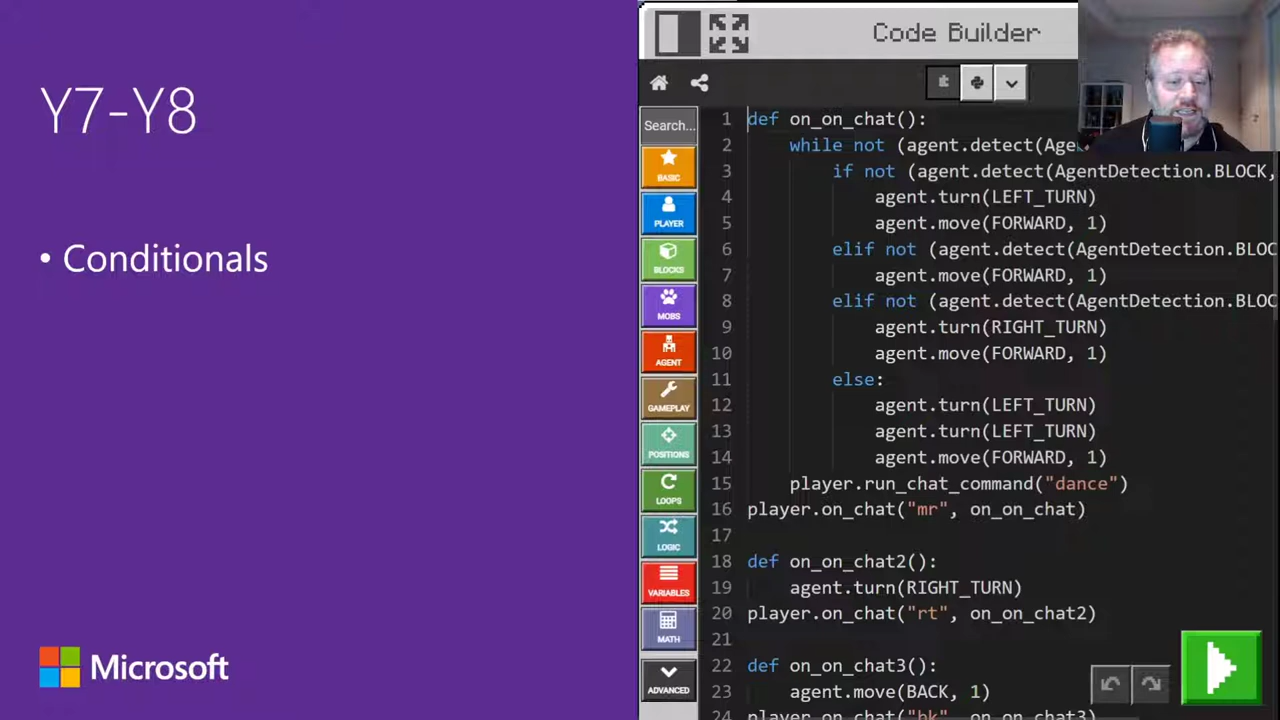 Y7-Y8
• Conditionals
Microsoft
Code Builder
Search...
BASIC
PLAYER
BLOCKS
MOBS
AGENT
GAMEPLAY
POSITIONS
LOOPS
LOGIC
VARIABLES
MATH
ADVANCED
1 def on_on_chat():
2 while not (agent.detect(Age
3 if not (agent.detect(AgentDetection.BLOCK,
4 agent.turn(LEFT_TURN)
5 agent.move(FORWARD, 1)
6 elif not (agent.detect(AgentDetection.BLOC
7 agent.move(FORWARD, 1)
8 elif not (agent.detect(AgentDetection.BLOC
9 agent.turn(RIGHT_TURN)
10 agent.move(FORWARD, 1)
11 else:
12 agent.turn(LEFT_TURN)
13 agent.turn(LEFT_TURN)
14 agent.move(FORWARD, 1)
15 player.run_chat_command("dance")
16 player.on_chat("mr", on_on_chat)
17
18 def on_on_chat2():
19 agent.turn(RIGHT_TURN)
20 player.on_chat("rt", on_on_chat2)
21
22 def on_on_chat3():
23 agent.move(BACK, 1)
24 player.on_chat("bk", on_on_chat3)